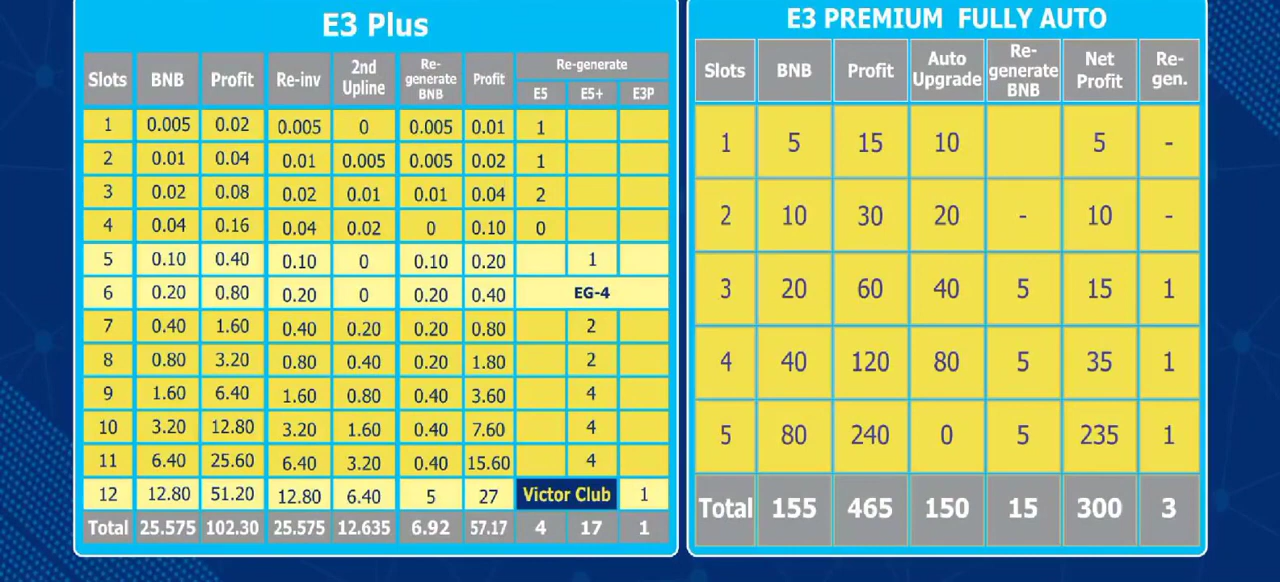 E3 Plus
Slots BNB Profit Re-inv 2nd Upline Re-generate BNB Profit Re-generate
E5 E5+ E3P
1 0.005 0.02 0.005 0 0.005 0.01 1
2 0.01 0.04 0.01 0.005 0.005 0.02 1
3 0.02 0.08 0.02 0.01 0.01 0.04 2
4 0.04 0.16 0.04 0.02 0 0.10 0
5 0.10 0.40 0.10 0 0.10 0.20 1
6 0.20 0.80 0.20 0 0.20 0.40 EG-4
7 0.40 1.60 0.40 0.20 0.20 0.80 2
8 0.80 3.20 0.80 0.40 0.20 1.80 2
9 1.60 6.40 1.60 0.80 0.40 3.60 4
10 3.20 12.80 3.20 1.60 0.40 7.60 4
11 6.40 25.60 6.40 3.20 0.40 15.60 4
12 12.80 51.20 12.80 6.40 5 27 Victor Club 1
Total 25.575 102.30 25.575 12.635 6.92 57.17 4 17 1
E3 PREMIUM FULLY AUTO
Slots BNB Profit Auto Upgrade Re-generate BNB Net Profit Re-gen.
1 5 15 10 5 -
2 10 30 20 - 10 -
3 20 60 40 5 15 1
4 40 120 80 5 35 1
5 80 240 0 5 235 1
Total 155 465 150 15 300 3